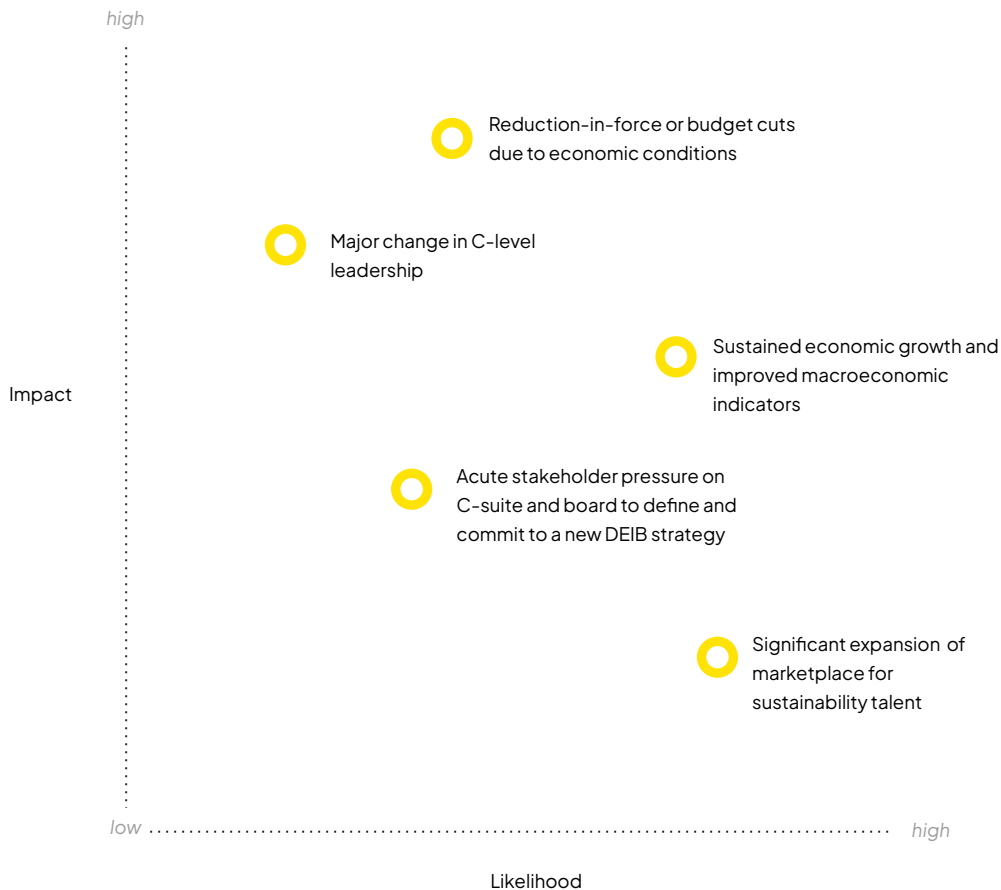 high
Reduction-in-force or budget cuts
due to economic conditions
Major change in C-level
leadership
Sustained economic growth and
improved macroeconomic
indicators
Impact
Acute stakeholder pressure on
C-suite and board to define and
commit to a new DEIB strategy
Significant expansion of
marketplace for
sustainability talent
low
high
Likelihood